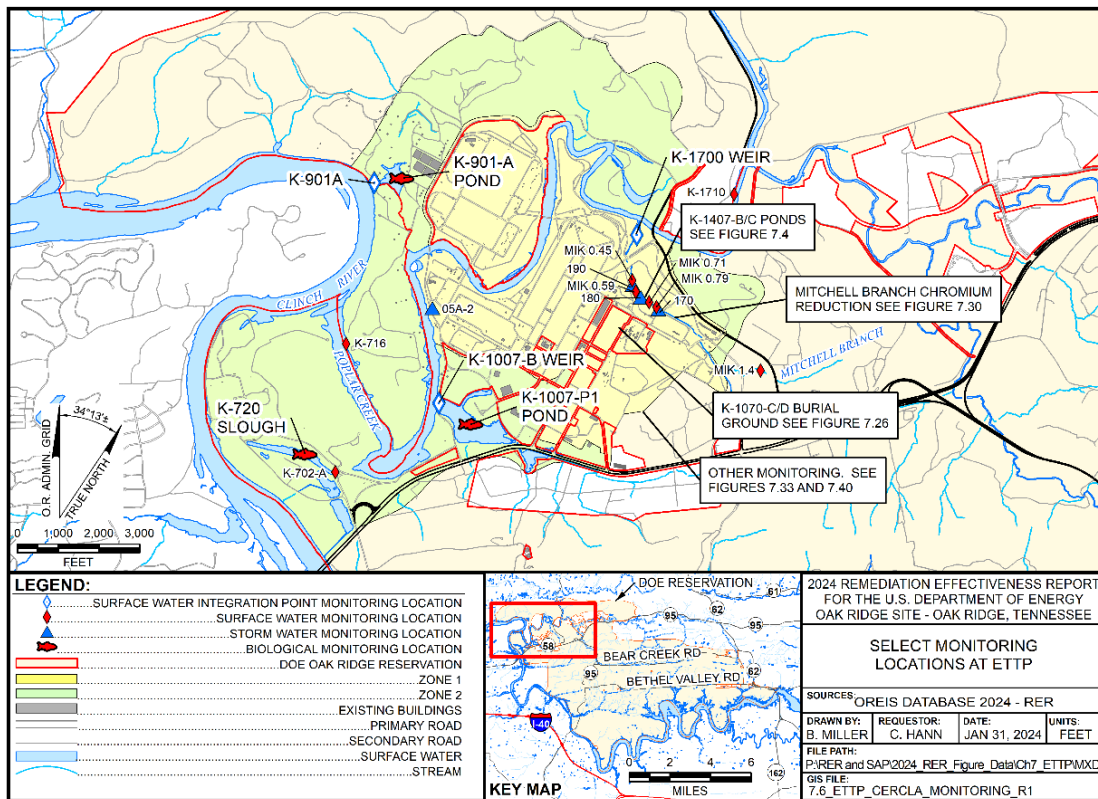 K-901-A
POND
K-901A
K-1700 WEIR
K-1710
K-1407-B/C PONDS
SEE FIGURE 7.4
MIK 0.45
MIK 0.71
190
MIK 0.79
MIK 0.59
180
170
MITCHELL BRANCH CHROMIUM
REDUCTION SEE FIGURE 7.30
CLINCH RIVER
05A-2
K-716
POPLAR CREEK
K-1007-B WEIR
MITCHELL BRANCH
MIK 1.4
K-1007-P1
POND
K-720
SLOUGH
K-1070-C/D BURIAL
GROUND SEE FIGURE 7.26
K-702-A
OTHER MONITORING. SEE
FIGURES 7.33 AND 7.40
34°13'±
O.R. ADMIN. GRID
TRUE NORTH
0 1,000 2,000 3,000
FEET
LEGEND:
SURFACE WATER INTEGRATION POINT MONITORING LOCATION
SURFACE WATER MONITORING LOCATION
STORM WATER MONITORING LOCATION
BIOLOGICAL MONITORING LOCATION
DOE OAK RIDGE RESERVATION
ZONE 1
ZONE 2
EXISTING BUILDINGS
PRIMARY ROAD
SECONDARY ROAD
SURFACE WATER
STREAM
DOE RESERVATION
61
62
95
95
58
BEAR CREEK RD
95
62
BETHEL VALLEY RD
I-40
0 2 4 6
MILES
162
KEY MAP
2024 REMEDIATION EFFECTIVENESS REPORT
FOR THE U.S. DEPARTMENT OF ENERGY
OAK RIDGE SITE - OAK RIDGE, TENNESSEE
SELECT MONITORING
LOCATIONS AT ETTP
SOURCES:
OREIS DATABASE 2024 - RER
DRAWN BY: REQUESTOR: DATE: UNITS:
B. MILLER C. HANN JAN 31, 2024 FEET
FILE PATH:
P:\RER and SAP\2024_RER_Figure_Data\Ch7_ETTP\MXD
GIS FILE:
7.6_ETTP_CERCLA_MONITORING_R1